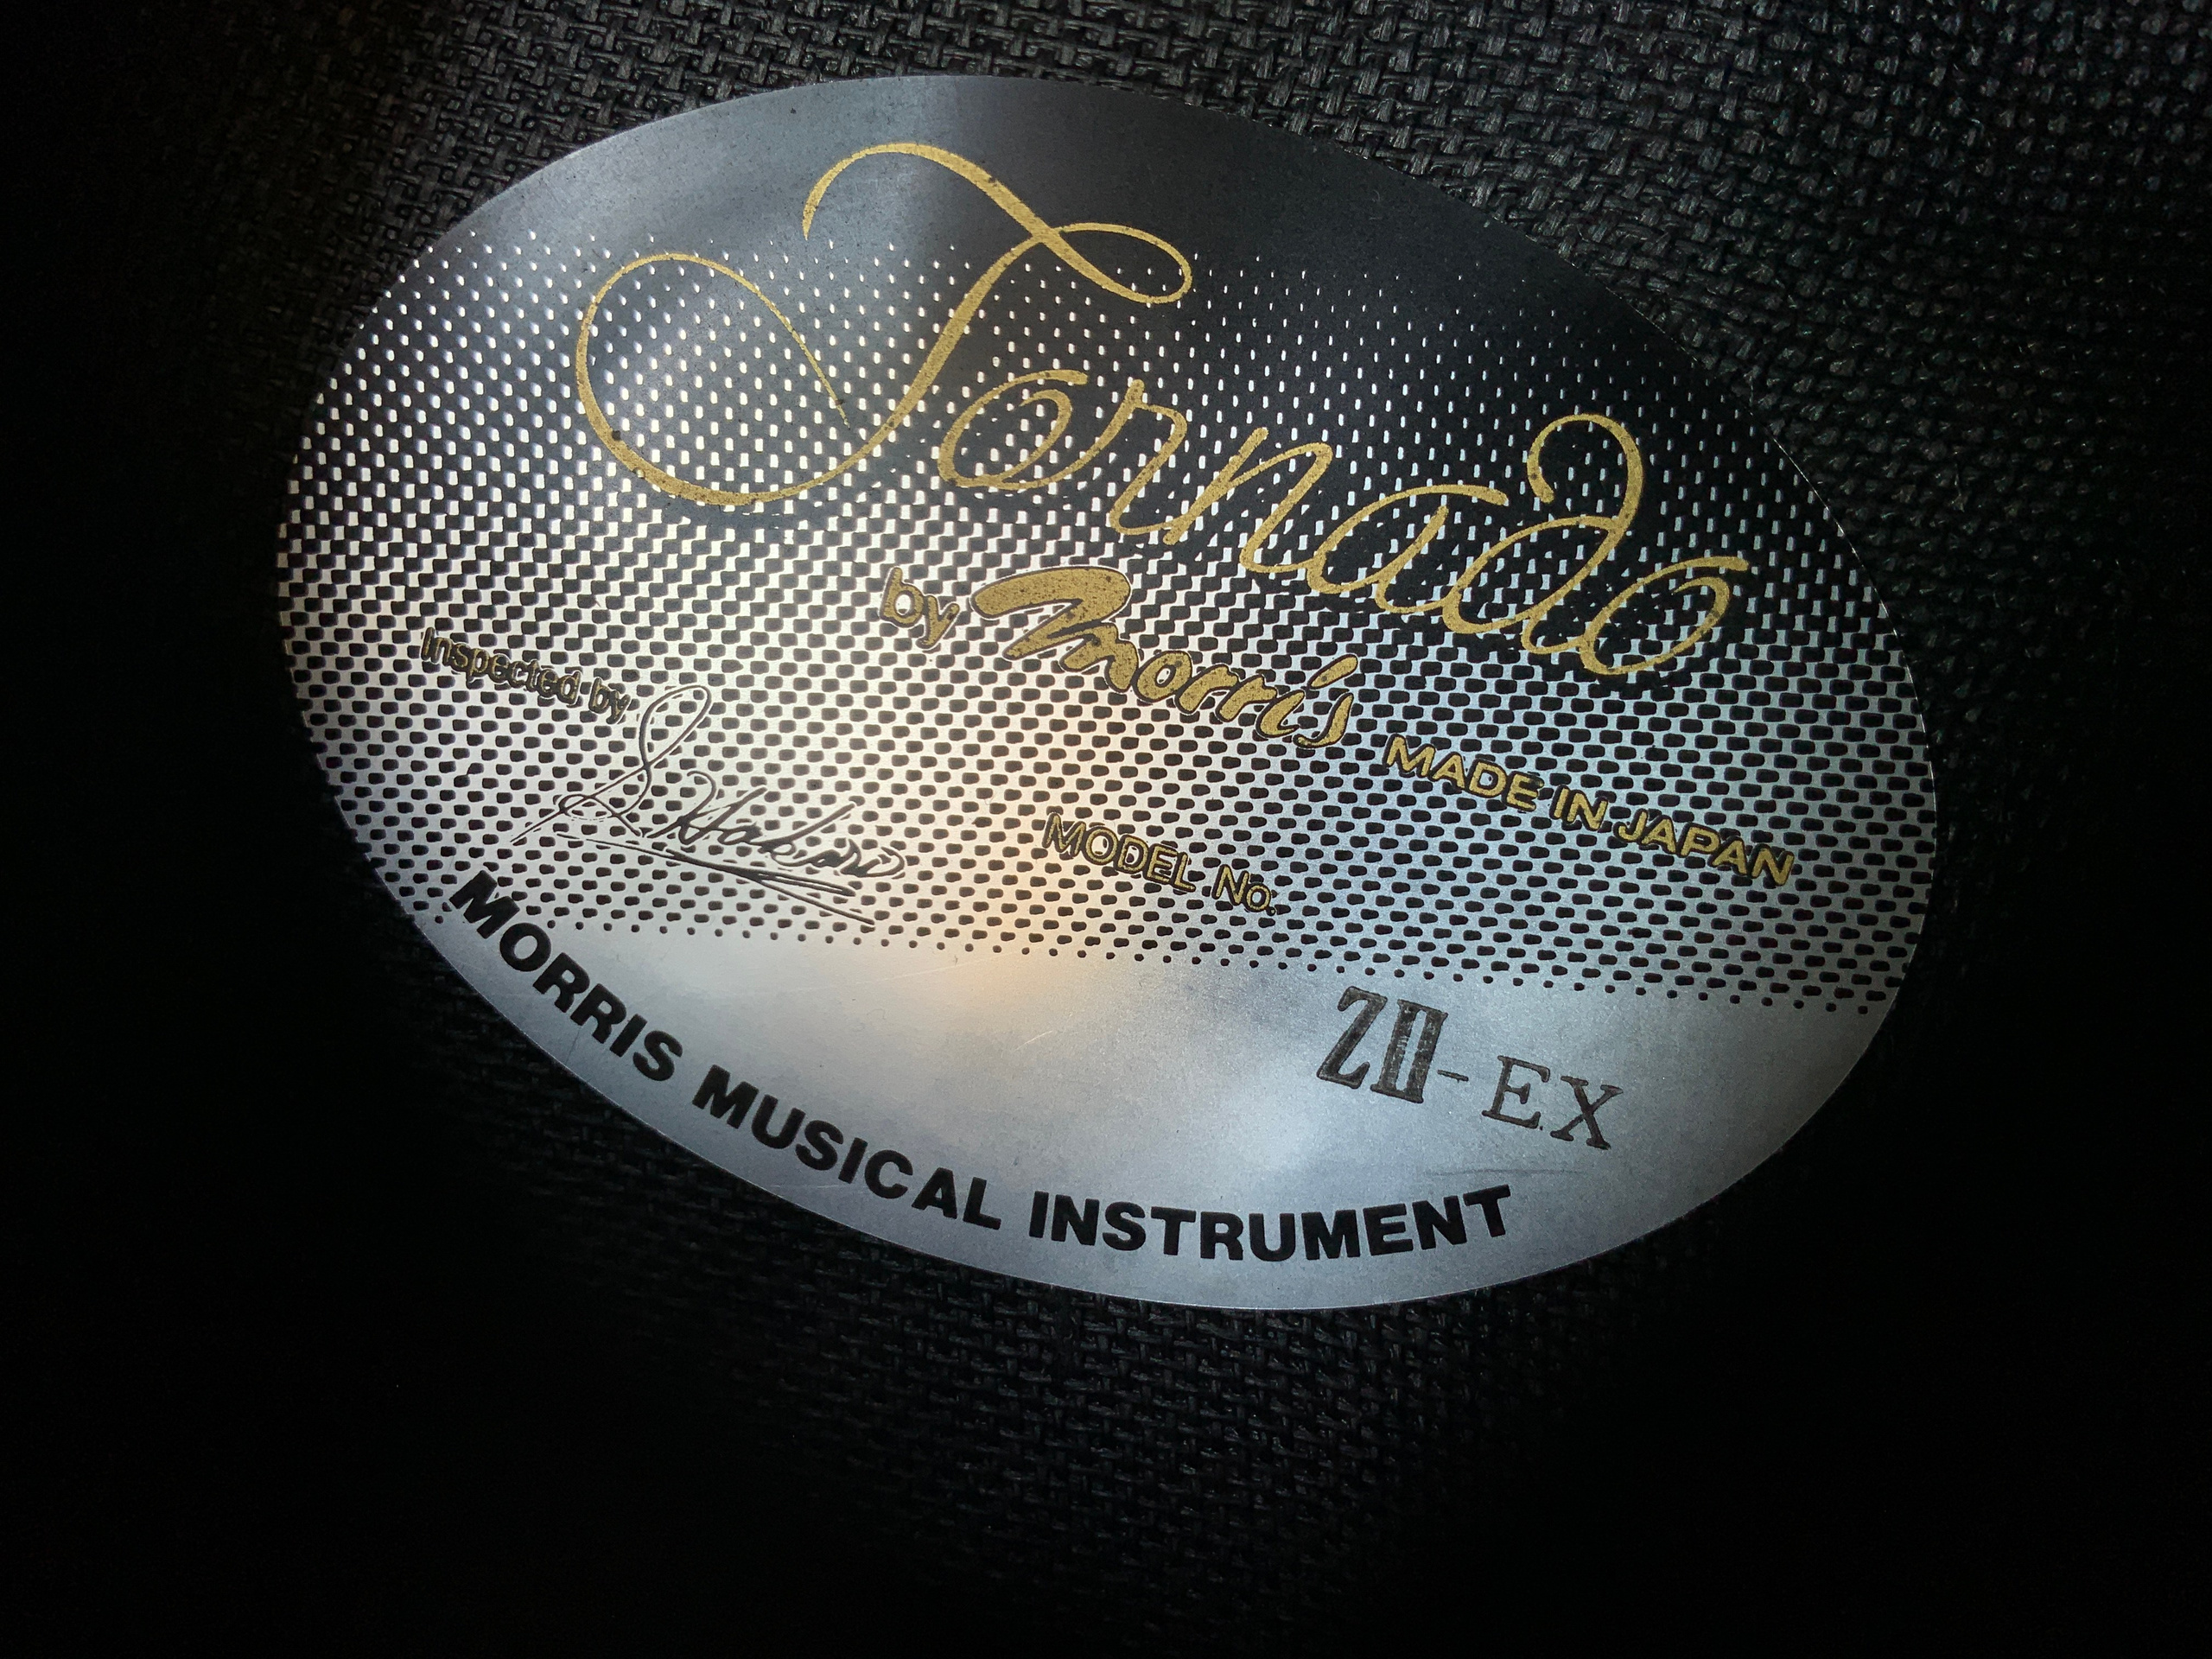 Tornado
by Morris MADE IN JAPAN
Inspected by
MODEL No.
ZII-EX
MORRIS MUSICAL INSTRUMENT